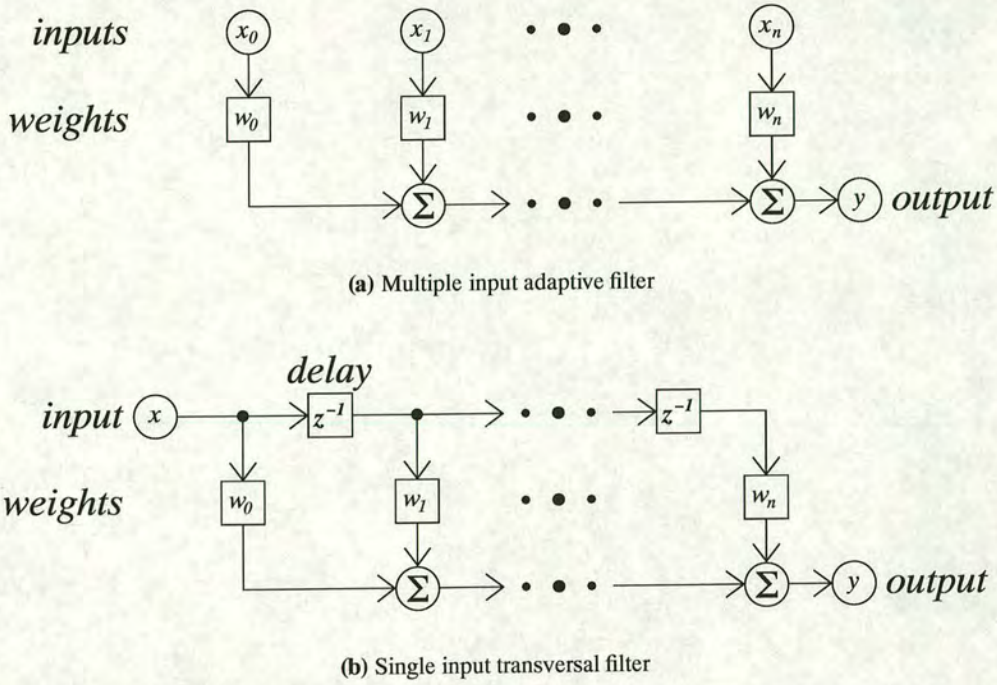 inputs x₀ x₁ • • • xₙ
weights w₀ w₁ • • • wₙ
Σ • • • Σ y output
(a) Multiple input adaptive filter
delay
input x z⁻¹ • • • z⁻¹
weights w₀ w₁ • • • wₙ
Σ • • • Σ y output
(b) Single input transversal filter